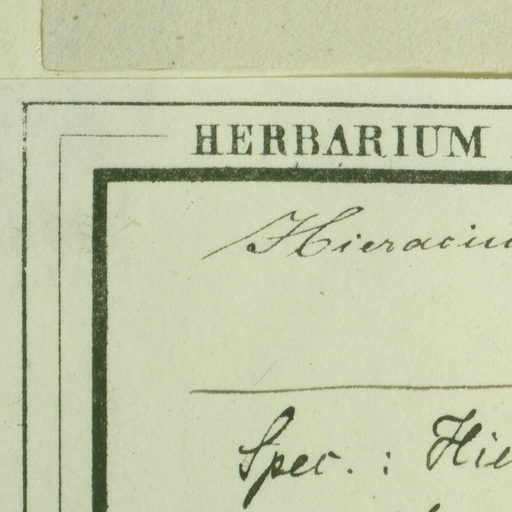 HERBARIUM
Hieraciu
Spec. : Hie